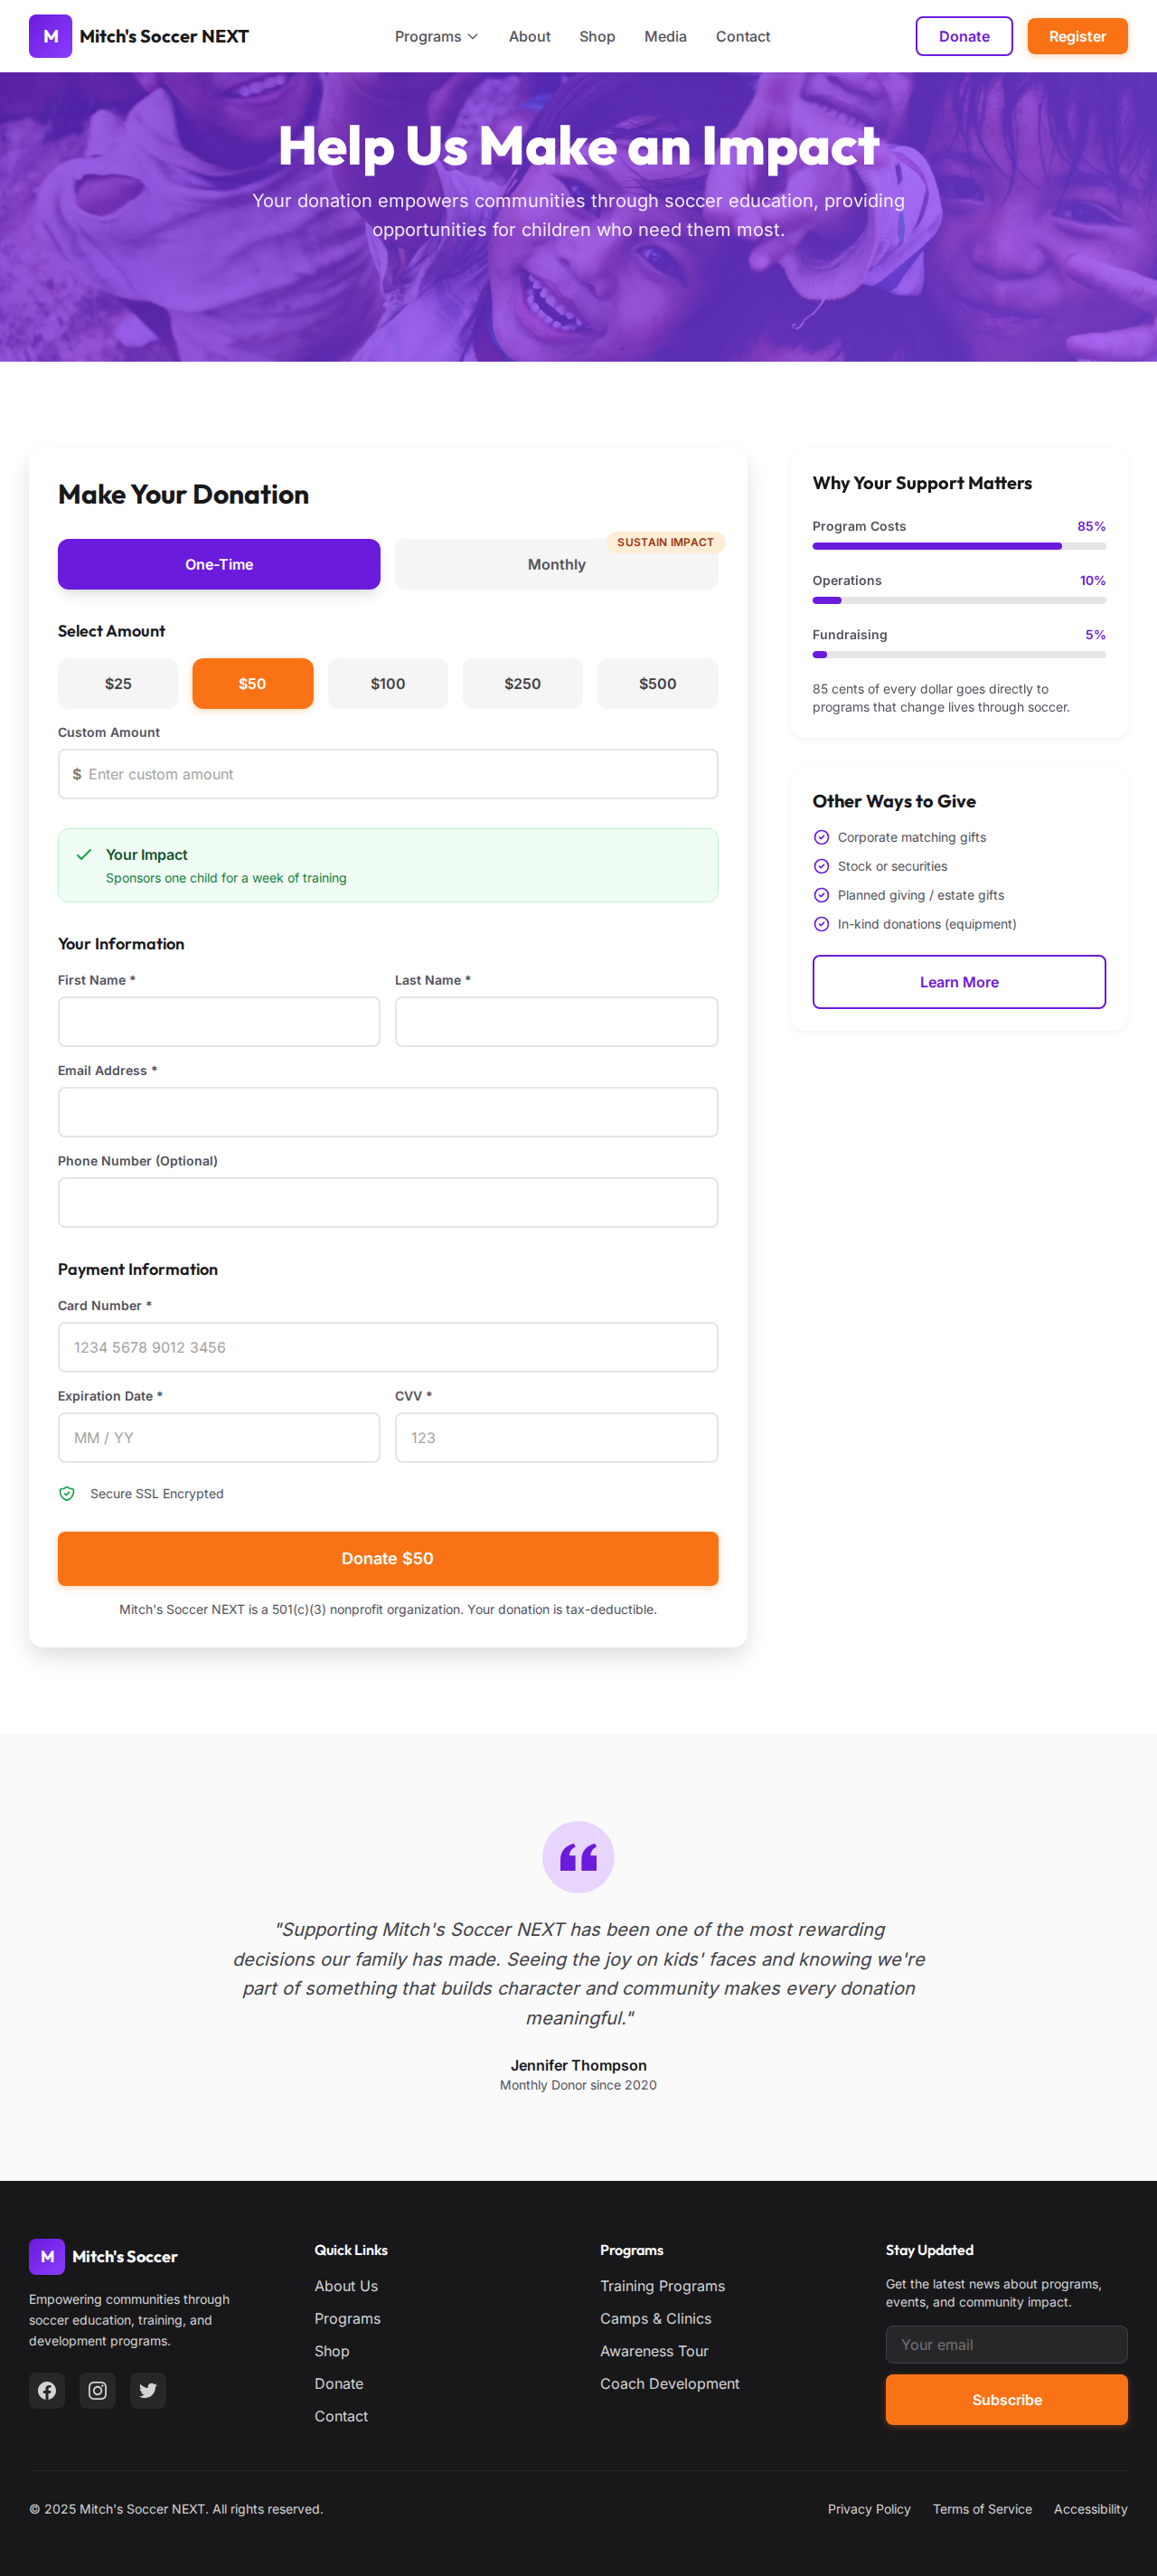 M Mitch's Soccer NEXT
Programs About Shop Media Contact
Donate Register
Help Us Make an Impact
Your donation empowers communities through soccer education, providing
opportunities for children who need them most.
Make Your Donation
SUSTAIN IMPACT
One-Time Monthly
Select Amount
$25 $50 $100 $250 $500
Custom Amount
$ Enter custom amount
Your Impact
Sponsors one child for a week of training
Your Information
First Name * Last Name *
Email Address *
Phone Number (Optional)
Payment Information
Card Number *
1234 5678 9012 3456
Expiration Date * CVV *
MM / YY 123
Secure SSL Encrypted
Donate $50
Mitch's Soccer NEXT is a 501(c)(3) nonprofit organization. Your donation is tax-deductible.
Why Your Support Matters
Program Costs 85%
Operations 10%
Fundraising 5%
85 cents of every dollar goes directly to
programs that change lives through soccer.
Other Ways to Give
Corporate matching gifts
Stock or securities
Planned giving / estate gifts
In-kind donations (equipment)
Learn More
"Supporting Mitch's Soccer NEXT has been one of the most rewarding
decisions our family has made. Seeing the joy on kids' faces and knowing we're
part of something that builds character and community makes every donation
meaningful."
Jennifer Thompson
Monthly Donor since 2020
M Mitch's Soccer
Empowering communities through
soccer education, training, and
development programs.
Quick Links
About Us
Programs
Shop
Donate
Contact
Programs
Training Programs
Camps & Clinics
Awareness Tour
Coach Development
Stay Updated
Get the latest news about programs,
events, and community impact.
Your email
Subscribe
© 2025 Mitch's Soccer NEXT. All rights reserved.
Privacy Policy Terms of Service Accessibility